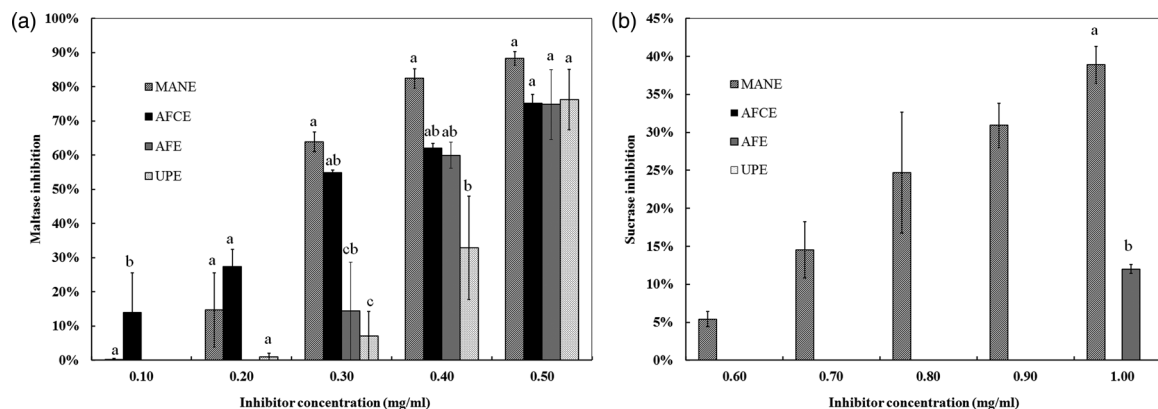 (a)
100%
90%
80%
70%
60%
50%
40%
30%
20%
10%
0%
Maltase inhibition
MANE
AFCE
AFE
UPE
a
b
a
a
a
a
ab
cb
c
a
ab
ab
b
a
a
a
a
0.10
0.20
0.30
0.40
0.50
Inhibitor concentration (mg/ml)
(b)
45%
40%
35%
30%
25%
20%
15%
10%
5%
0%
Sucrase inhibition
MANE
AFCE
AFE
UPE
a
b
0.60
0.70
0.80
0.90
1.00
Inhibitor concentration (mg/ml)